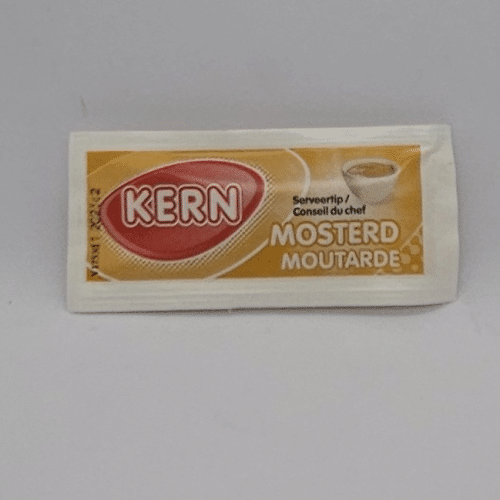 KERN
Serveertip /
Conseil du chef
MOSTERD
MOUTARDE